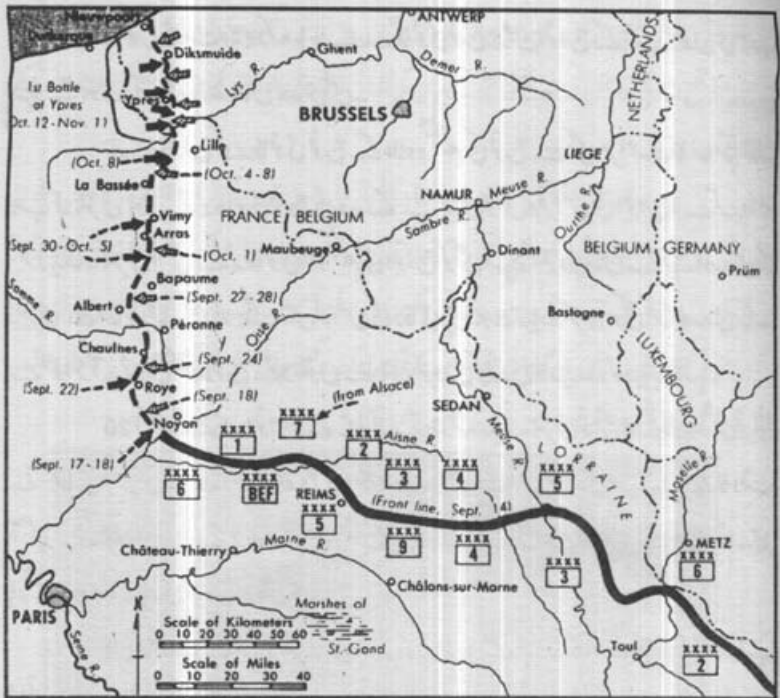 Nieuwpoort
ANTWERP
Dunkerque
Diksmuide
Ghent
Demer R.
NETHERLANDS
1st Battle
of Ypres
Oct. 12 - Nov. 11
Ypres
Lys R.
BRUSSELS
Lille
LIEGE
(Oct. 8)
(Oct. 4 - 8)
La Bassée
NAMUR
Meuse R.
Vimy
FRANCE
BELGIUM
Sambre R.
Ourthe R.
Arras
(Sept. 30 - Oct. 5)
(Oct. 1)
Maubeuge
Dinant
BELGIUM
GERMANY
Prüm
Bapaume
(Sept. 27 - 28)
Somme R.
Albert
Péronne
Oise R.
Bastogne
LUXEMBOURG
Chaulnes
(Sept. 24)
(Sept. 22)
Roye
(Sept. 18)
(from Alsace)
SEDAN
Noyon
XXXX
1
XXXX
7
XXXX
2
Aisne R.
Meuse R.
LORRAINE
Moselle R.
(Sept. 17 - 18)
XXXX
3
XXXX
4
XXXX
5
XXXX
6
XXXX
BEF
REIMS
XXXX
5
(Front line, Sept. 14)
XXXX
9
XXXX
4
XXXX
3
METZ
XXXX
6
Château-Thierry
Marne R.
Châlons-sur-Marne
PARIS
Seine R.
Marshes of
St.-Gond
Scale of Kilometers
0 10 20 30 40 50 60
Scale of Miles
0 10 20 30 40
Toul
XXXX
2